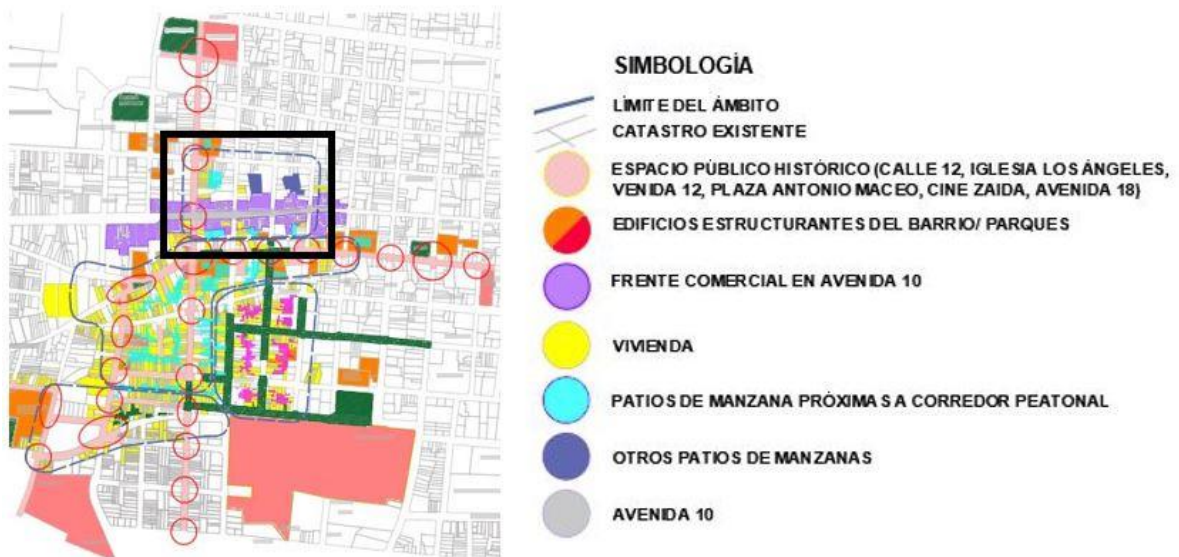 SIMBOLOGÍA
LÍMITE DEL ÁMBITO
CATASTRO EXISTENTE
ESPACIO PÚBLICO HISTÓRICO (CALLE 12, IGLESIA LOS ÁNGELES,
VENIDA 12, PLAZA ANTONIO MACEO, CINE ZAIDA, AVENIDA 18)
EDIFICIOS ESTRUCTURANTES DEL BARRIO/ PARQUES
FRENTE COMERCIAL EN AVENIDA 10
VIVIENDA
PATIOS DE MANZANA PRÓXIMAS A CORREDOR PEATONAL
OTROS PATIOS DE MANZANAS
AVENIDA 10